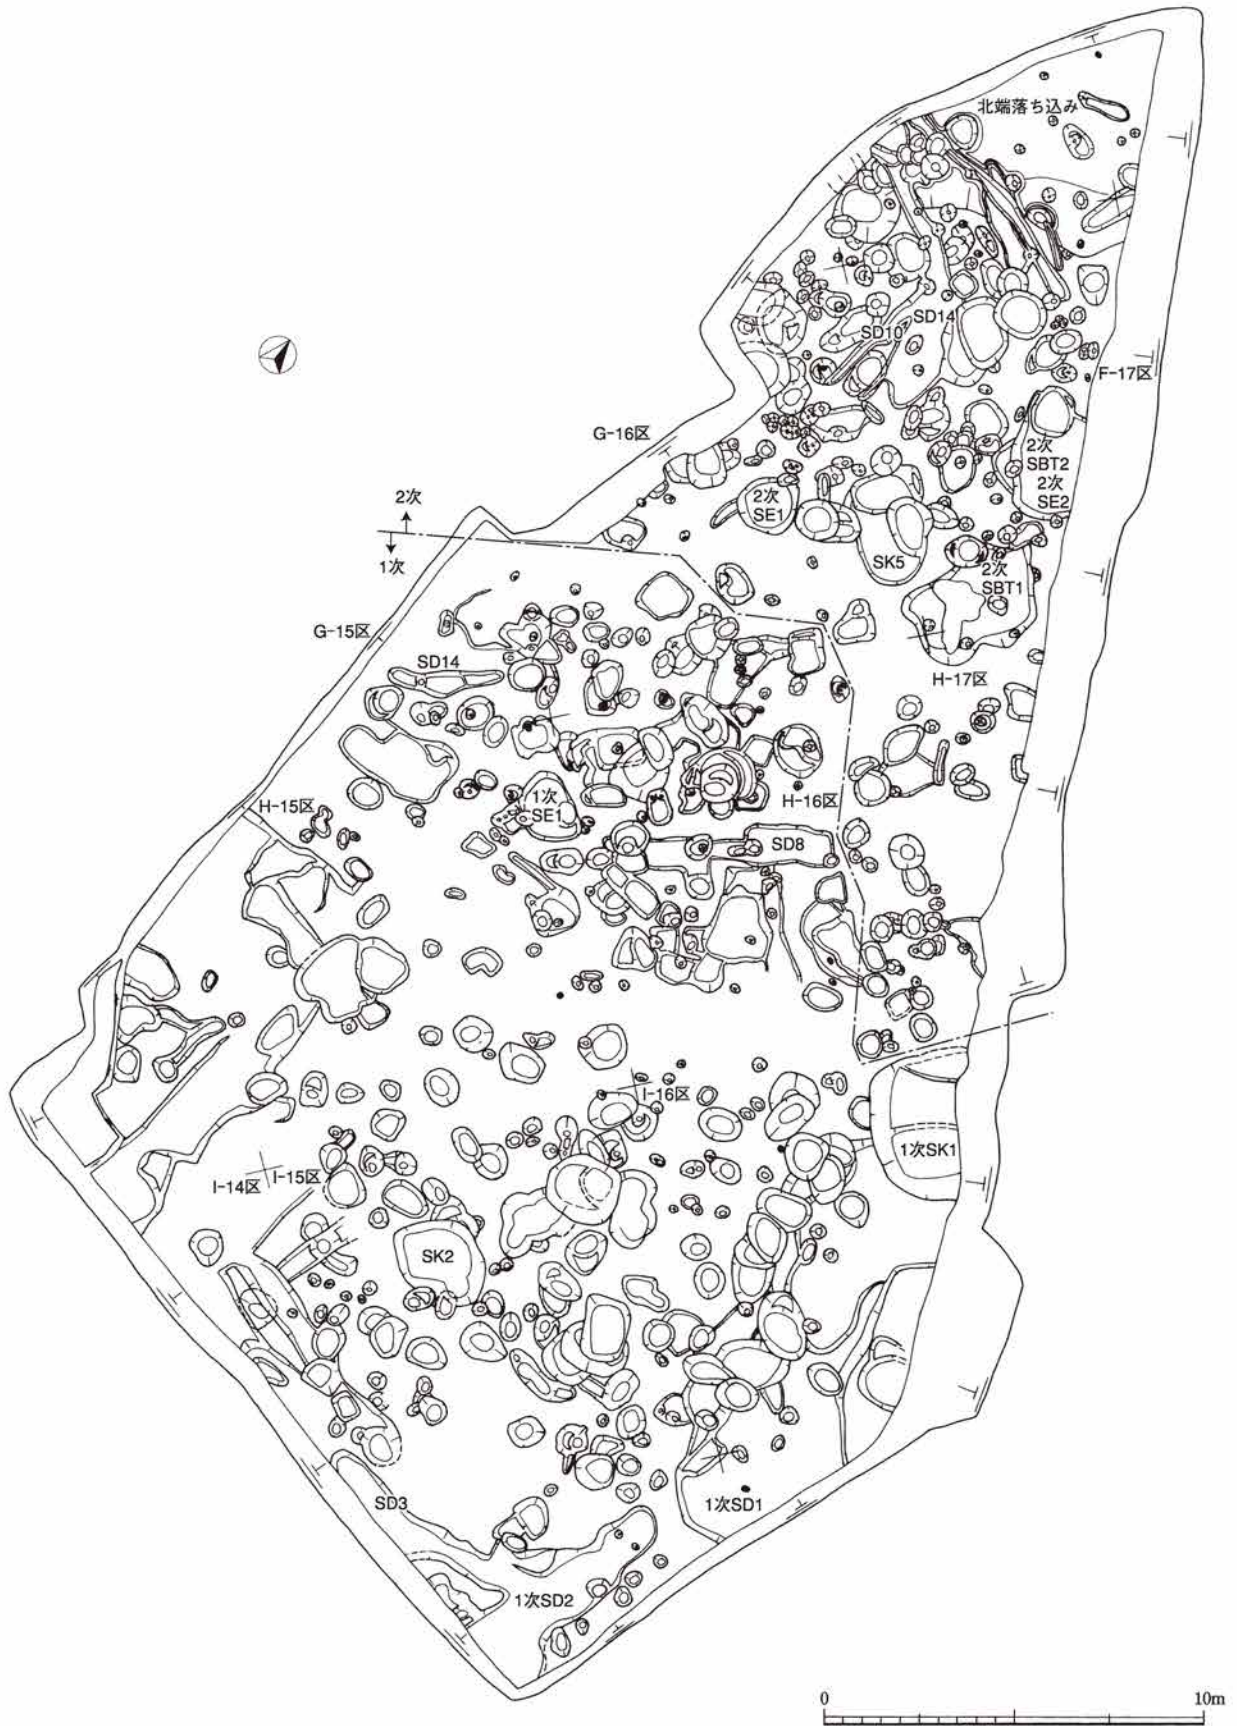 北端落ち込み
SD10
SD14
F-17区
G-16区
2次
SBT2
2次
SE2
2次
SE1
2次
1次
SK5
2次
SBT1
G-15区
SD14
H-17区
H-15区
1次
SE1
H-16区
SD8
I-16区
1次SK1
I-14区
I-15区
SK2
SD3
1次SD1
1次SD2
0
10m